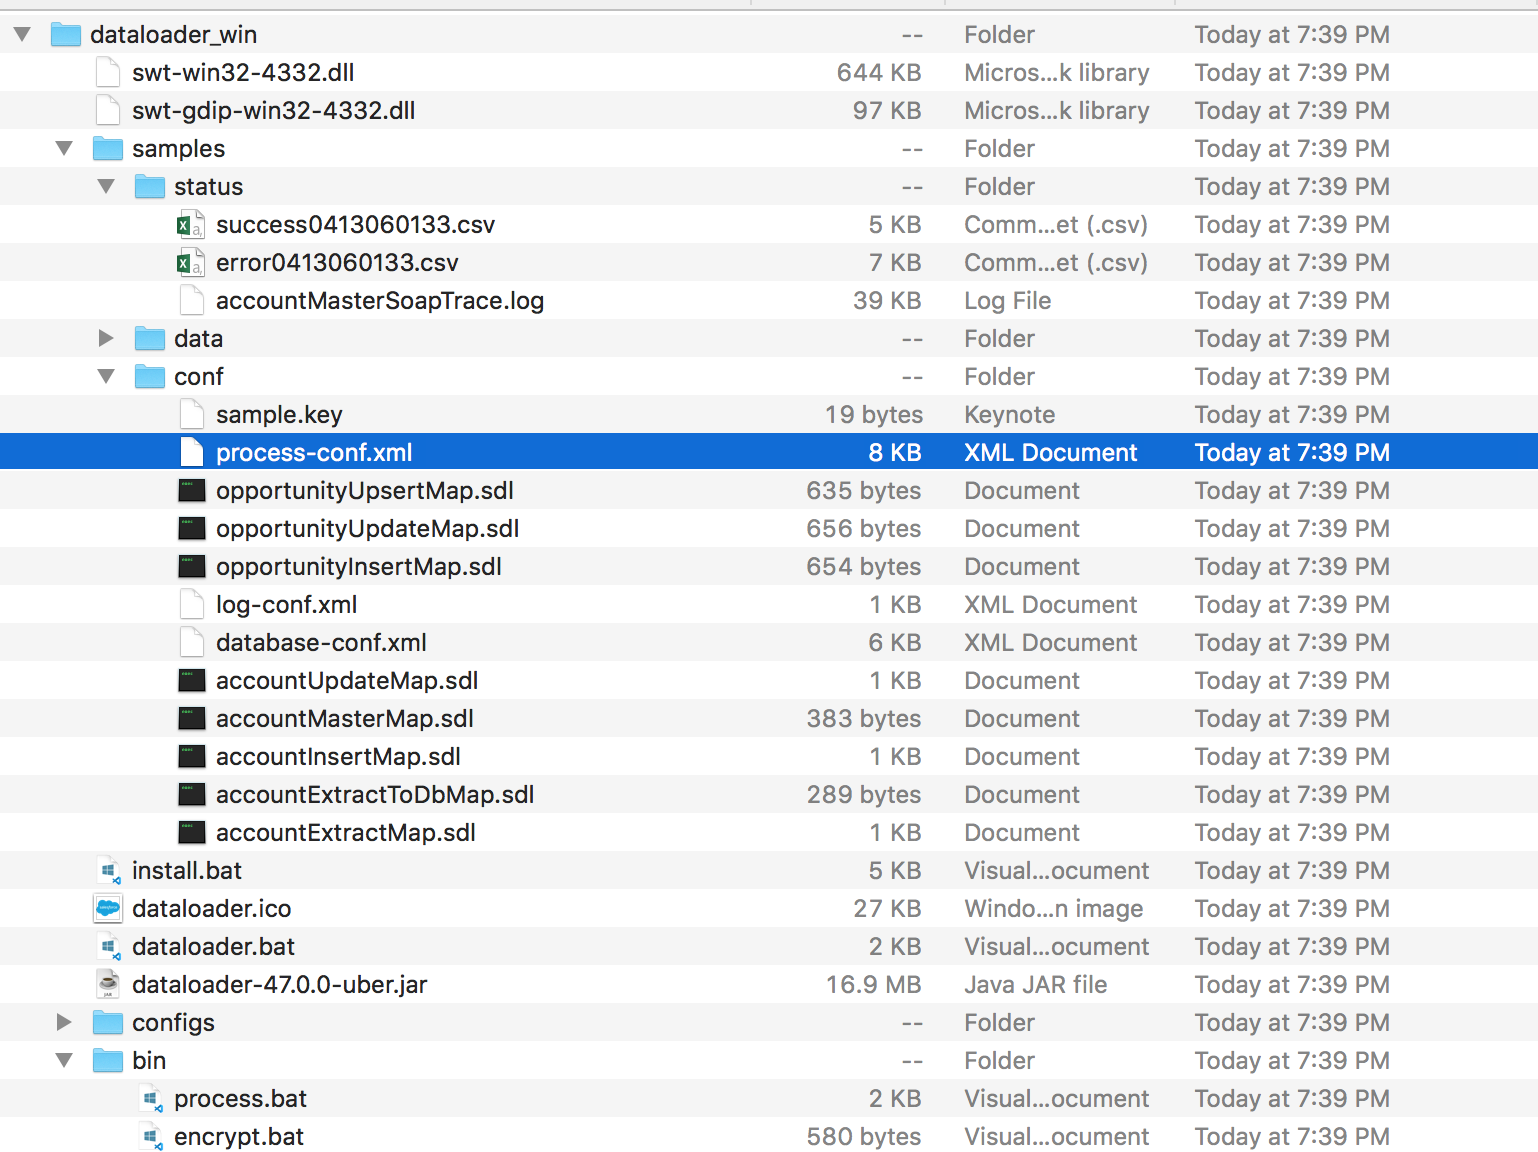 dataloader_win -- Folder Today at 7:39 PM
swt-win32-4332.dll 644 KB Micros...k library Today at 7:39 PM
swt-gdip-win32-4332.dll 97 KB Micros...k library Today at 7:39 PM
samples -- Folder Today at 7:39 PM
status -- Folder Today at 7:39 PM
success0413060133.csv 5 KB Comm...et (.csv) Today at 7:39 PM
error0413060133.csv 7 KB Comm...et (.csv) Today at 7:39 PM
accountMasterSoapTrace.log 39 KB Log File Today at 7:39 PM
data -- Folder Today at 7:39 PM
conf -- Folder Today at 7:39 PM
sample.key 19 bytes Keynote Today at 7:39 PM
process-conf.xml 8 KB XML Document Today at 7:39 PM
opportunityUpsertMap.sdl 635 bytes Document Today at 7:39 PM
opportunityUpdateMap.sdl 656 bytes Document Today at 7:39 PM
opportunityInsertMap.sdl 654 bytes Document Today at 7:39 PM
log-conf.xml 1 KB XML Document Today at 7:39 PM
database-conf.xml 6 KB XML Document Today at 7:39 PM
accountUpdateMap.sdl 1 KB Document Today at 7:39 PM
accountMasterMap.sdl 383 bytes Document Today at 7:39 PM
accountInsertMap.sdl 1 KB Document Today at 7:39 PM
accountExtractToDbMap.sdl 289 bytes Document Today at 7:39 PM
accountExtractMap.sdl 1 KB Document Today at 7:39 PM
install.bat 5 KB Visual...ocument Today at 7:39 PM
dataloader.ico 27 KB Windo...n image Today at 7:39 PM
dataloader.bat 2 KB Visual...ocument Today at 7:39 PM
dataloader-47.0.0-uber.jar 16.9 MB Java JAR file Today at 7:39 PM
configs -- Folder Today at 7:39 PM
bin -- Folder Today at 7:39 PM
process.bat 2 KB Visual...ocument Today at 7:39 PM
encrypt.bat 580 bytes Visual...ocument Today at 7:39 PM